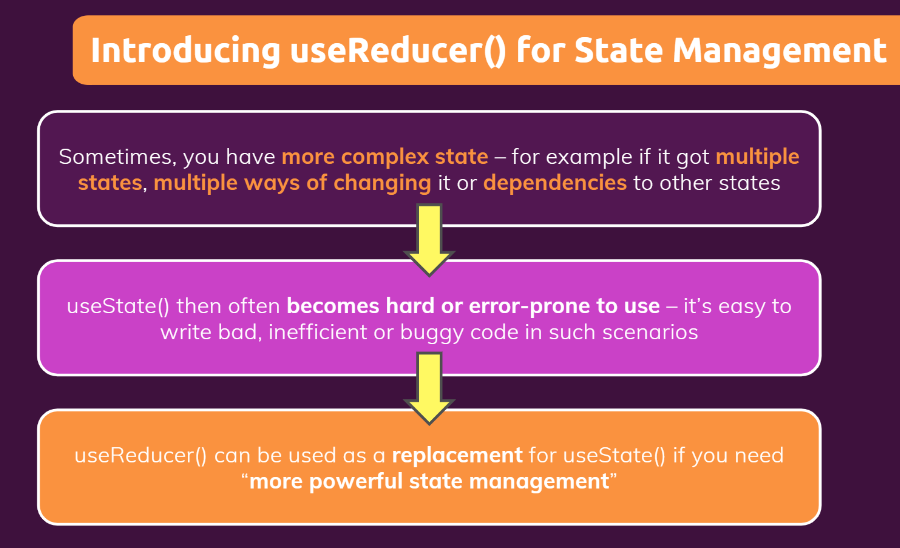 Introducing useReducer() for State Management
Sometimes, you have more complex state – for example if it got multiple
states, multiple ways of changing it or dependencies to other states
useState() then often becomes hard or error-prone to use – it’s easy to
write bad, inefficient or buggy code in such scenarios
useReducer() can be used as a replacement for useState() if you need
“more powerful state management”